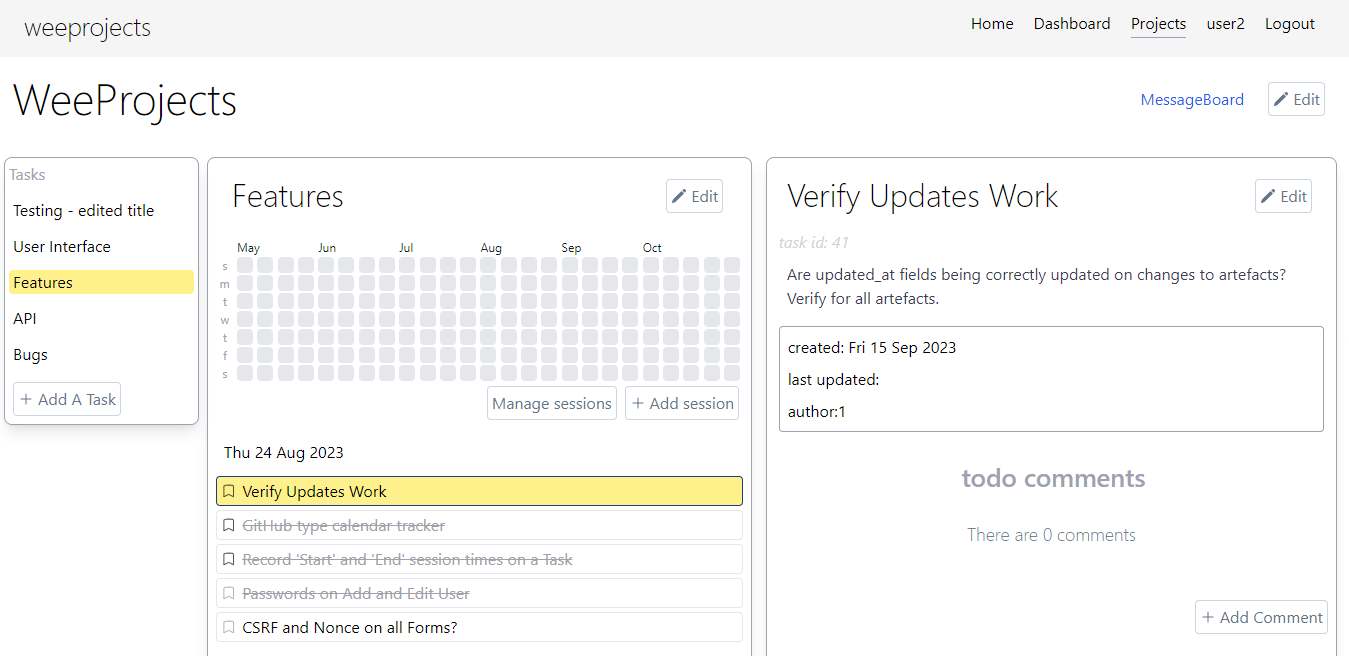 weeprojects
Home Dashboard Projects user2 Logout
WeeProjects
MessageBoard Edit
Tasks
Testing - edited title
User Interface
Features
API
Bugs
+ Add A Task
Features
Edit
May Jun Jul Aug Sep Oct
s
m
t
w
t
f
s
Manage sessions + Add session
Thu 24 Aug 2023
Verify Updates Work
GitHub type calendar tracker
Record 'Start' and 'End' session times on a Task
Passwords on Add and Edit User
CSRF and Nonce on all Forms?
Verify Updates Work
Edit
task id: 41
Are updated_at fields being correctly updated on changes to artefacts?
Verify for all artefacts.
created: Fri 15 Sep 2023
last updated:
author:1
todo comments
There are 0 comments
+ Add Comment